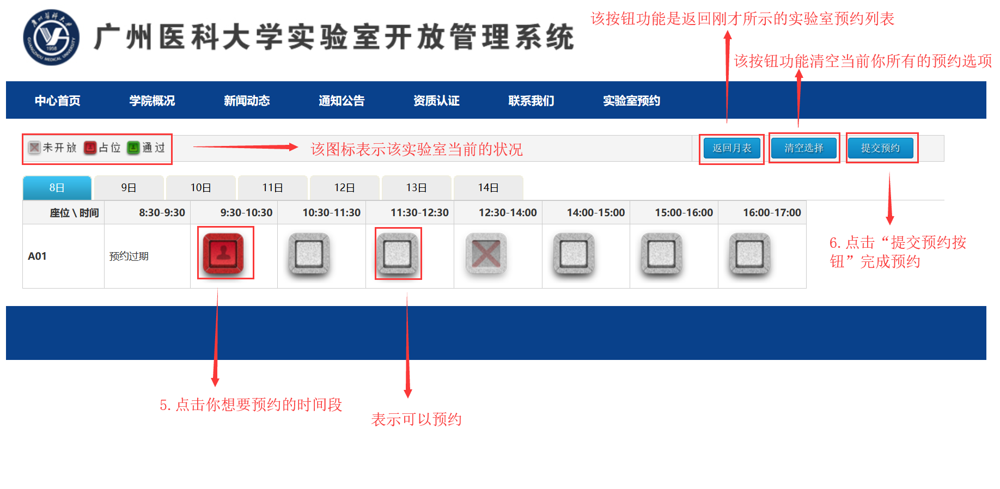 该按钮功能是返回刚才所示的实验室预约列表
广州医科大学
GUANGZHOU MEDICAL UNIVERSITY
1958
广州医科大学实验室开放管理系统
该按钮功能清空当前你所有的预约选项
中心首页 学院概况 新闻动态 通知公告 资质认证 联系我们 实验室预约
未开放 占位 通过
该图标表示该实验室当前的状况
返回月表 清空选择 提交预约
8日 9日 10日 11日 12日 13日 14日
座位 \ 时间 8:30-9:30 9:30-10:30 10:30-11:30 11:30-12:30 12:30-14:00 14:00-15:00 15:00-16:00 16:00-17:00
A01 预约过期
6.点击“提交预约按
钮”完成预约
5.点击你想要预约的时间段
表示可以预约